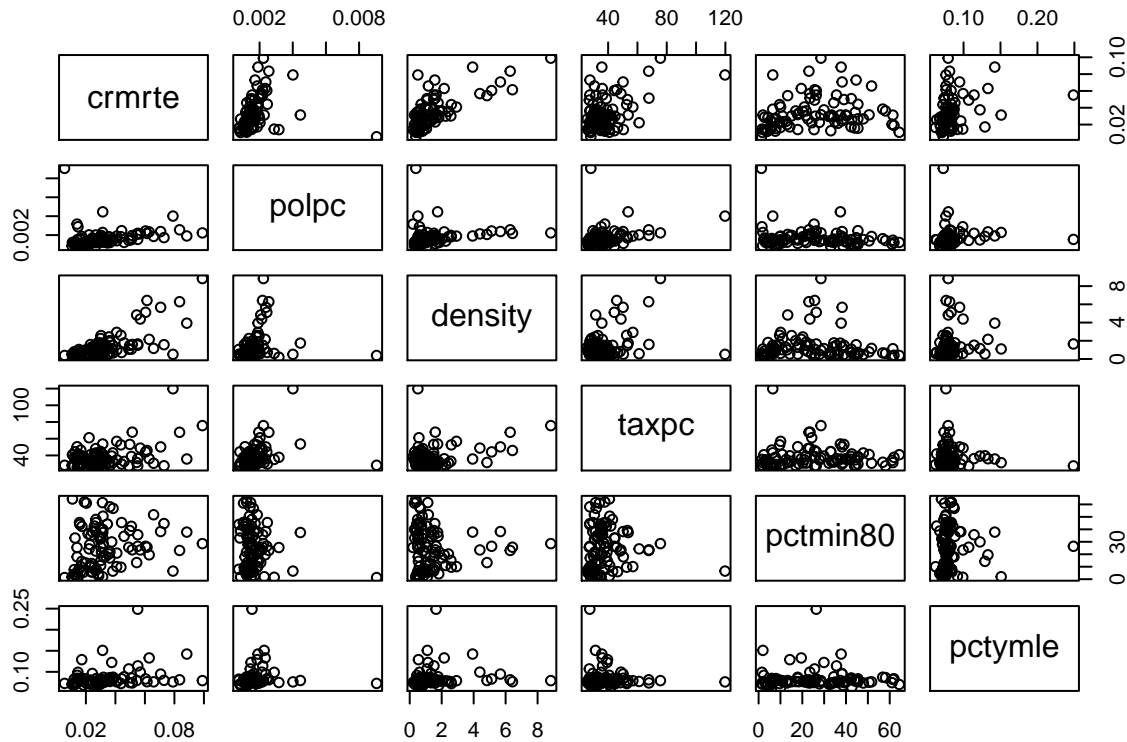 0.002 0.008 40 80 120 0.10 0.20
crmrte 0.02 0.10
0.002 polpc
density 0 4 8
40 100 taxpc
pctmin80 0 30
0.10 0.25 pctymle
0.02 0.08 0 2 4 6 8 0 20 40 60